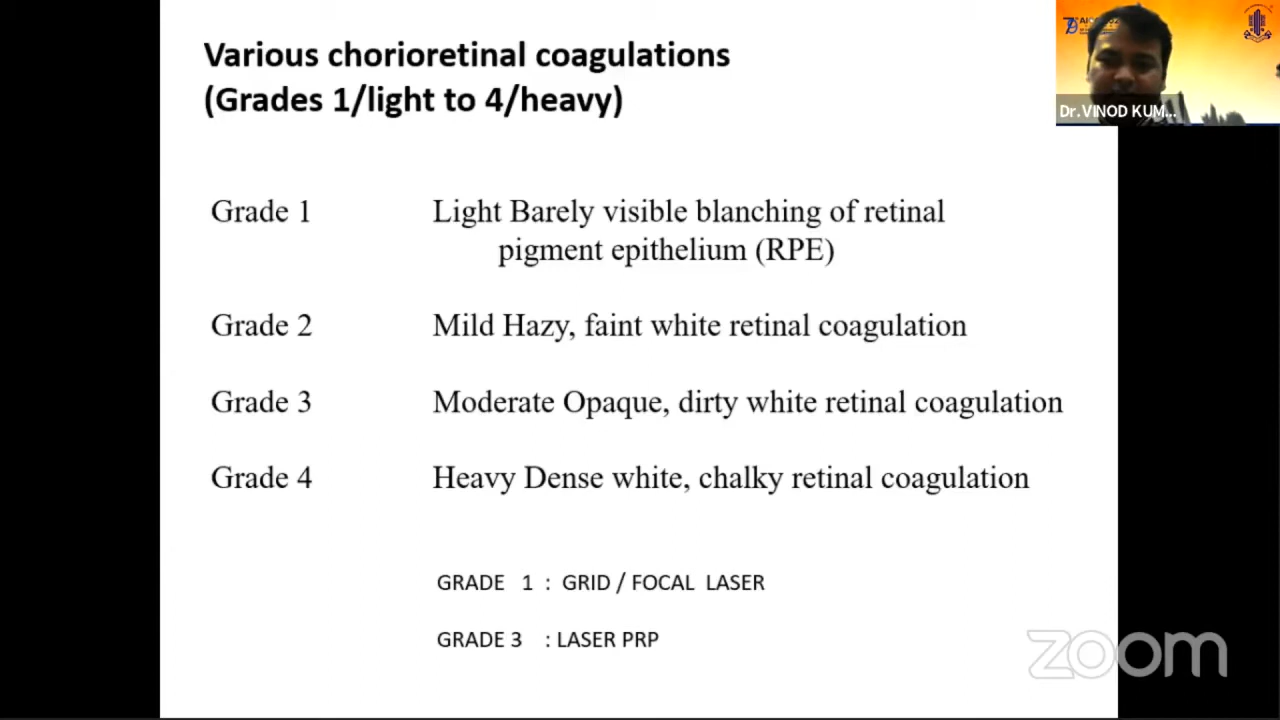 Various chorioretinal coagulations
(Grades 1/light to 4/heavy)
Dr.VINOD KUM...
Grade 1 Light Barely visible blanching of retinal
pigment epithelium (RPE)
Grade 2 Mild Hazy, faint white retinal coagulation
Grade 3 Moderate Opaque, dirty white retinal coagulation
Grade 4 Heavy Dense white, chalky retinal coagulation
GRADE 1 : GRID / FOCAL LASER
GRADE 3 : LASER PRP
zoom